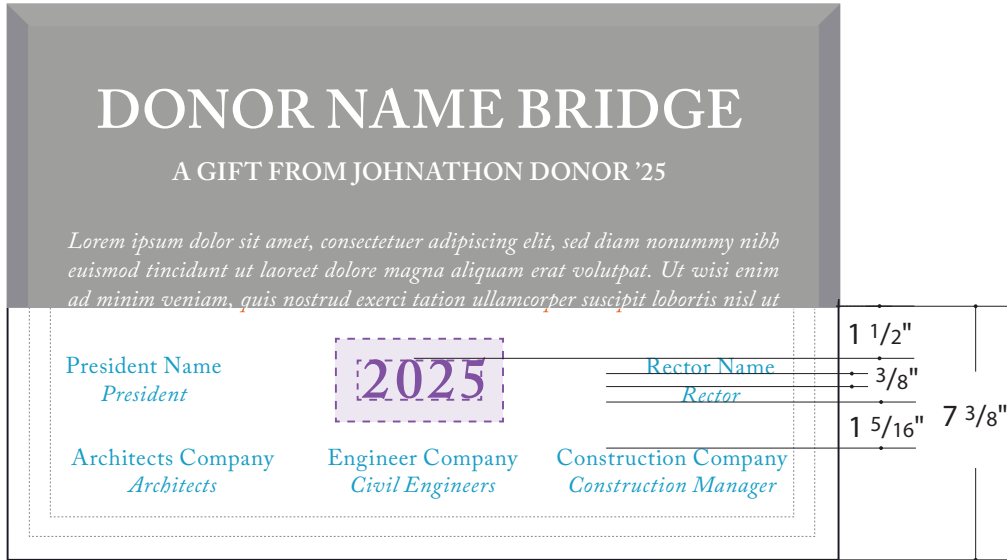 DONOR NAME BRIDGE
A GIFT FROM JOHNATHON DONOR ’25
Lorem ipsum dolor sit amet, consectetuer adipiscing elit, sed diam nonummy nibh
euismod tincidunt ut laoreet dolore magna aliquam erat volutpat. Ut wisi enim
ad minim veniam, quis nostrud exerci tation ullamcorper suscipit lobortis nisl ut
1 1/2"
President Name
2025
Rector Name
3/8"
President
Rector
1 5/16"
7 3/8"
Architects Company
Engineer Company
Construction Company
Architects
Civil Engineers
Construction Manager